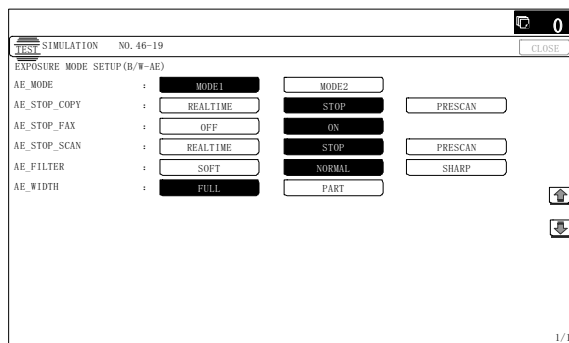 0
TEST SIMULATION NO.46-19 CLOSE
EXPOSURE MODE SETUP(B/W-AE)
AE_MODE : MODE1 MODE2
AE_STOP_COPY : REALTIME STOP PRESCAN
AE_STOP_FAX : OFF ON
AE_STOP_SCAN : REALTIME STOP PRESCAN
AE_FILTER : SOFT NORMAL SHARP
AE_WIDTH : FULL PART
1/1